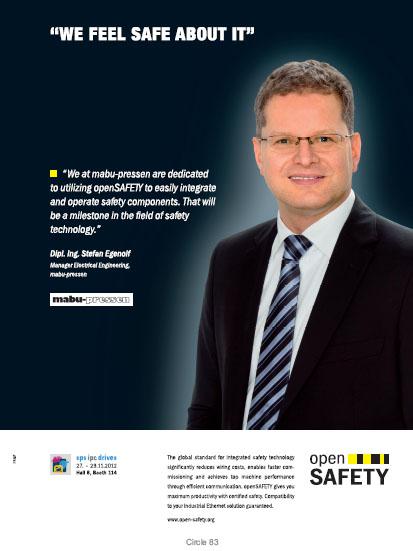 “WE FEEL SAFE ABOUT IT”
“We at mabu-pressen are dedicated
to utilizing openSAFETY to easily integrate
and operate safety components. That will
be a milestone in the field of safety
technology.”
Dipl. Ing. Stefan Egenolf
Manager Electrical Engineering,
mabu-pressen
mabu-pressen
sps ipc drives
27. – 29.11.2012
Hall 6, Booth 114
The global standard for integrated safety technology
significantly reduces wiring costs, enables faster com-
missioning and achieves top machine performance
through efficient communication. openSAFETY gives you
maximum productivity with certified safety. Compatibility
to your Industrial Ethernet solution guaranteed.
www.open-safety.org
open
SAFETY
Circle 83